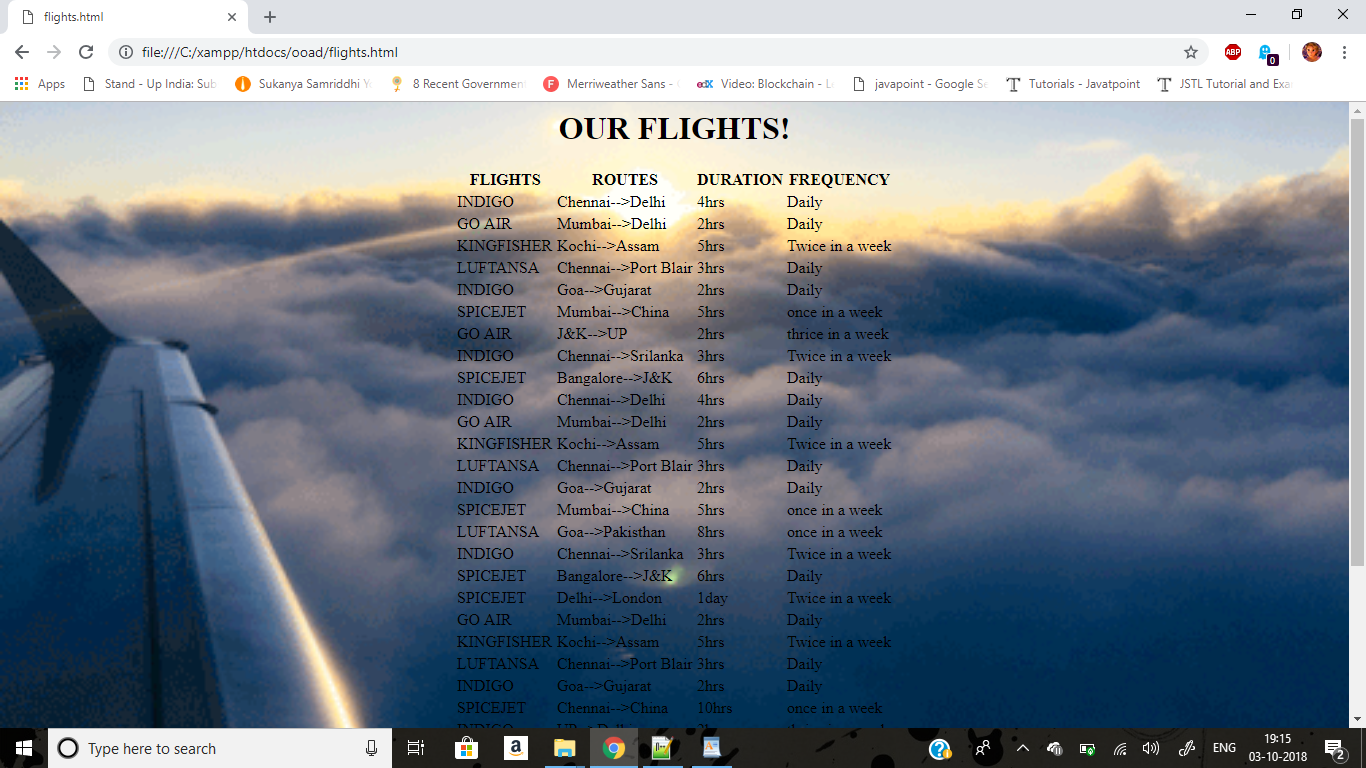 flights.html
file:///C:/xampp/htdocs/ooad/flights.html
ABP
0
Apps
Stand - Up India: Sub
Sukanya Samriddhi Y
8 Recent Government
F
Merriweather Sans -
edX
Video: Blockchain - Le
javapoint - Google Se
Tutorials - Javatpoint
JSTL Tutorial and Exa
OUR FLIGHTS!
FLIGHTS ROUTES DURATION FREQUENCY
INDIGO Chennai-->Delhi 4hrs Daily
GO AIR Mumbai-->Delhi 2hrs Daily
KINGFISHER Kochi-->Assam 5hrs Twice in a week
LUFTANSA Chennai-->Port Blair 3hrs Daily
INDIGO Goa-->Gujarat 2hrs Daily
SPICEJET Mumbai-->China 5hrs once in a week
GO AIR J&K-->UP 2hrs thrice in a week
INDIGO Chennai-->Srilanka 3hrs Twice in a week
SPICEJET Bangalore-->J&K 6hrs Daily
INDIGO Chennai-->Delhi 4hrs Daily
GO AIR Mumbai-->Delhi 2hrs Daily
KINGFISHER Kochi-->Assam 5hrs Twice in a week
LUFTANSA Chennai-->Port Blair 3hrs Daily
INDIGO Goa-->Gujarat 2hrs Daily
SPICEJET Mumbai-->China 5hrs once in a week
LUFTANSA Goa-->Pakisthan 8hrs once in a week
INDIGO Chennai-->Srilanka 3hrs Twice in a week
SPICEJET Bangalore-->J&K 6hrs Daily
SPICEJET Delhi-->London 1day Twice in a week
GO AIR Mumbai-->Delhi 2hrs Daily
KINGFISHER Kochi-->Assam 5hrs Twice in a week
LUFTANSA Chennai-->Port Blair 3hrs Daily
INDIGO Goa-->Gujarat 2hrs Daily
SPICEJET Chennai-->China 10hrs once in a week
Type here to search
ENG
19:15
03-10-2018
2